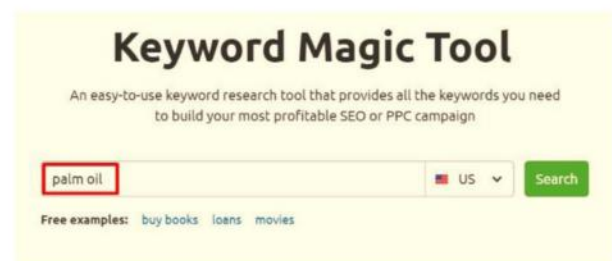 Keyword Magic Tool
An easy-to-use keyword research tool that provides all the keywords you need
to build your most profitable SEO or PPC campaign
palm oil US Search
Free examples: buy books loans movies